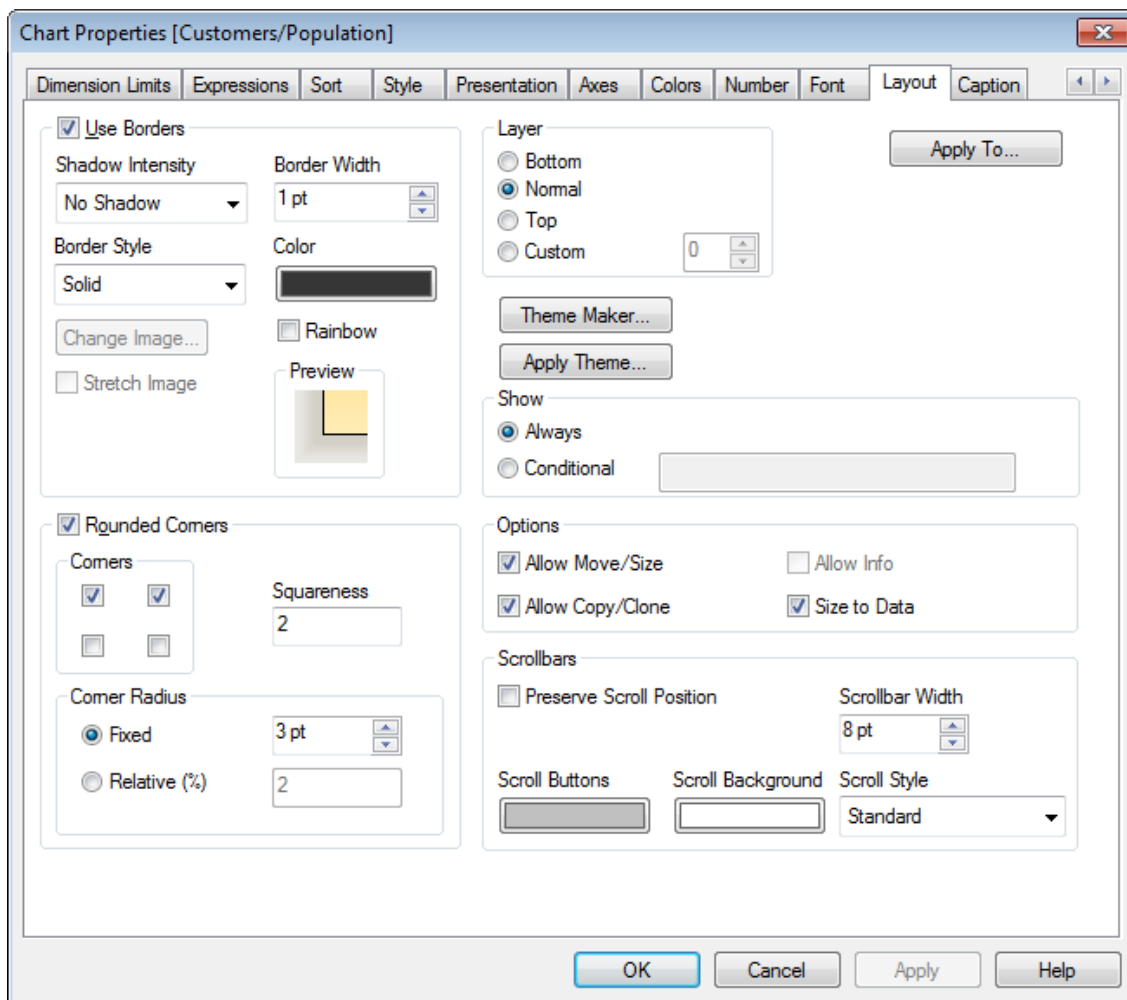 Chart Properties [Customers/Population]
Dimension Limits Expressions Sort Style Presentation Axes Colors Number Font Layout Caption
Use Borders
Shadow Intensity Border Width
No Shadow 1 pt
Border Style Color
Solid
Change Image... Rainbow
Stretch Image Preview
Layer
Bottom
Normal
Top
Custom 0
Apply To...
Theme Maker...
Apply Theme...
Show
Always
Conditional
Rounded Corners
Corners
Squareness
2
Corner Radius
Fixed 3 pt
Relative (%) 2
Options
Allow Move/Size Allow Info
Allow Copy/Clone Size to Data
Scrollbars
Preserve Scroll Position Scrollbar Width
8 pt
Scroll Buttons Scroll Background Scroll Style
Standard
OK Cancel Apply Help